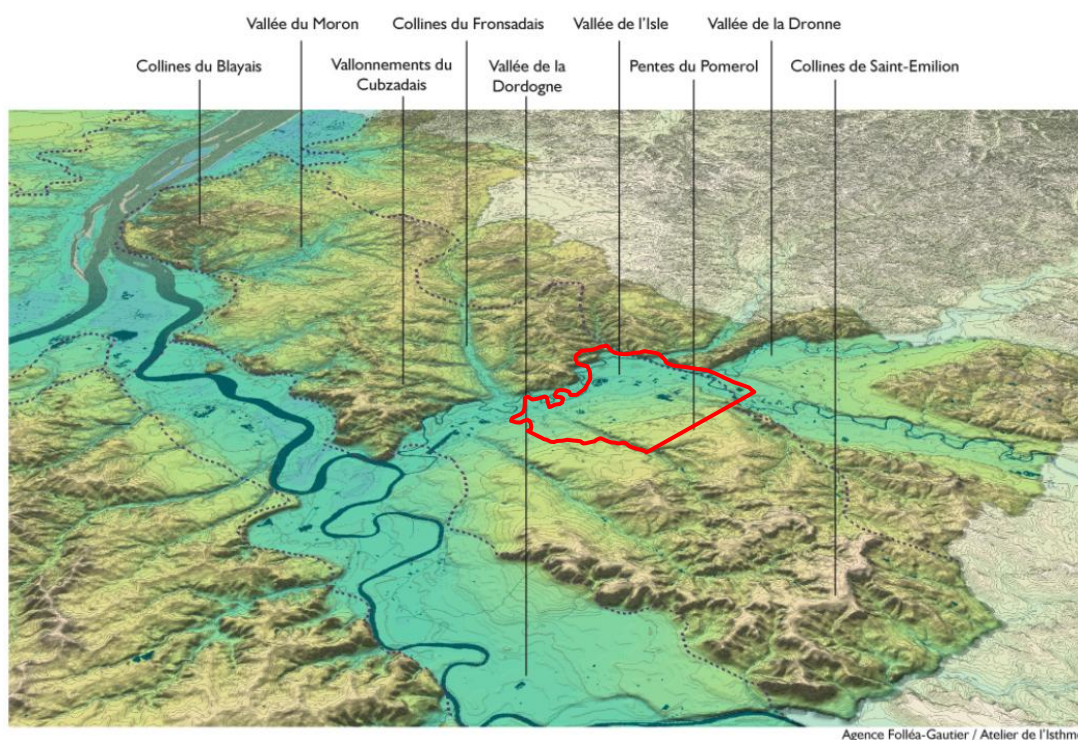 Vallée du Moron
Collines du Fronsadais
Vallée de l'Isle
Vallée de la Dronne
Collines du Blayais
Vallonnements du
Cubzadais
Vallée de la
Dordogne
Pentes du Pomerol
Collines de Saint-Emilion
Agence Folléa-Gautier / Atelier de l'Isthme